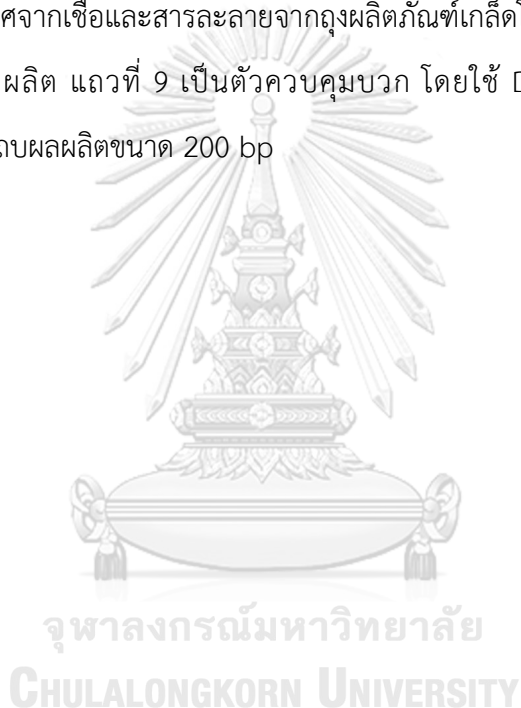 ศจากเชื้อและสารละลายจากถุงผลิตภัณฑ์เกล็ดโ
ผลิต แถวที่ 9 เป็นตัวควบคุมบวก โดยใช้ D
ถบผลผลิตขนาด 200 bp
จุฬาลงกรณ์มหาวิทยาลัย
CHULALONGKORN UNIVERSITY